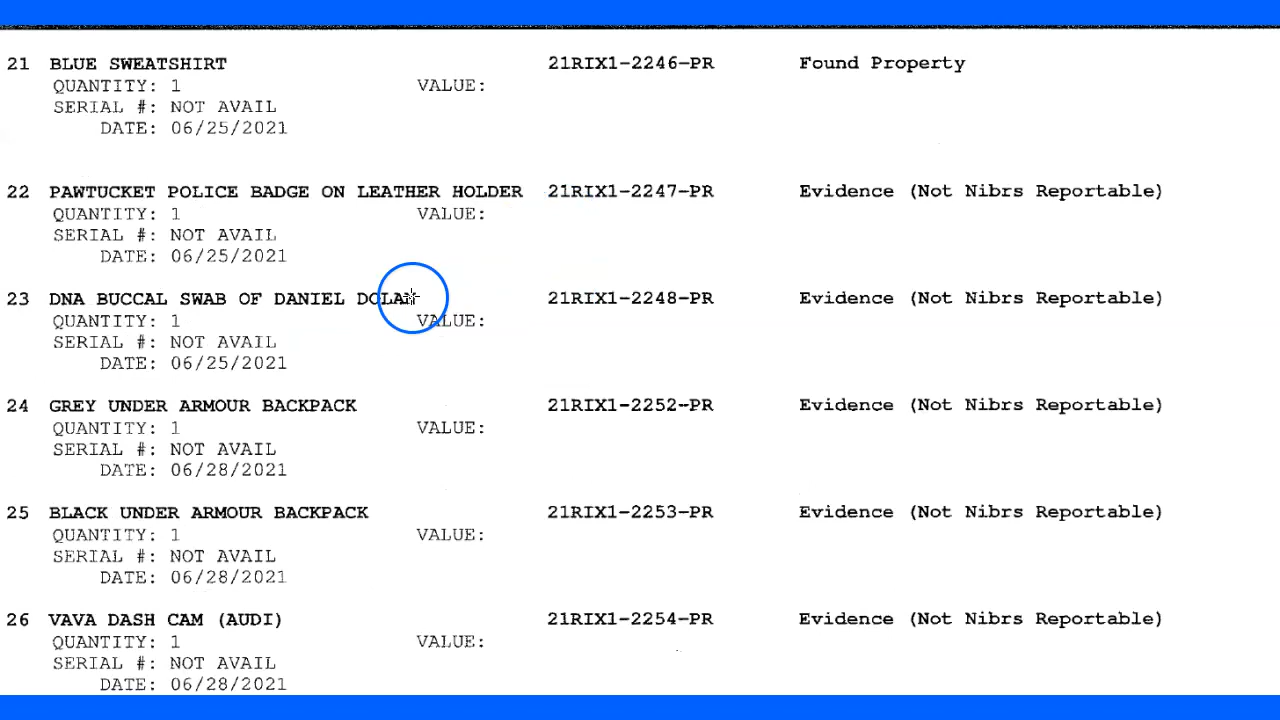 21 BLUE SWEATSHIRT 21RIX1-2246-PR Found Property
QUANTITY: 1 VALUE:
SERIAL #: NOT AVAIL
DATE: 06/25/2021
22 PAWTUCKET POLICE BADGE ON LEATHER HOLDER 21RIX1-2247-PR Evidence (Not Nibrs Reportable)
QUANTITY: 1 VALUE:
SERIAL #: NOT AVAIL
DATE: 06/25/2021
23 DNA BUCCAL SWAB OF DANIEL DOLAN 21RIX1-2248-PR Evidence (Not Nibrs Reportable)
QUANTITY: 1 VALUE:
SERIAL #: NOT AVAIL
DATE: 06/25/2021
24 GREY UNDER ARMOUR BACKPACK 21RIX1-2252-PR Evidence (Not Nibrs Reportable)
QUANTITY: 1 VALUE:
SERIAL #: NOT AVAIL
DATE: 06/28/2021
25 BLACK UNDER ARMOUR BACKPACK 21RIX1-2253-PR Evidence (Not Nibrs Reportable)
QUANTITY: 1 VALUE:
SERIAL #: NOT AVAIL
DATE: 06/28/2021
26 VAVA DASH CAM (AUDI) 21RIX1-2254-PR Evidence (Not Nibrs Reportable)
QUANTITY: 1 VALUE:
SERIAL #: NOT AVAIL
DATE: 06/28/2021